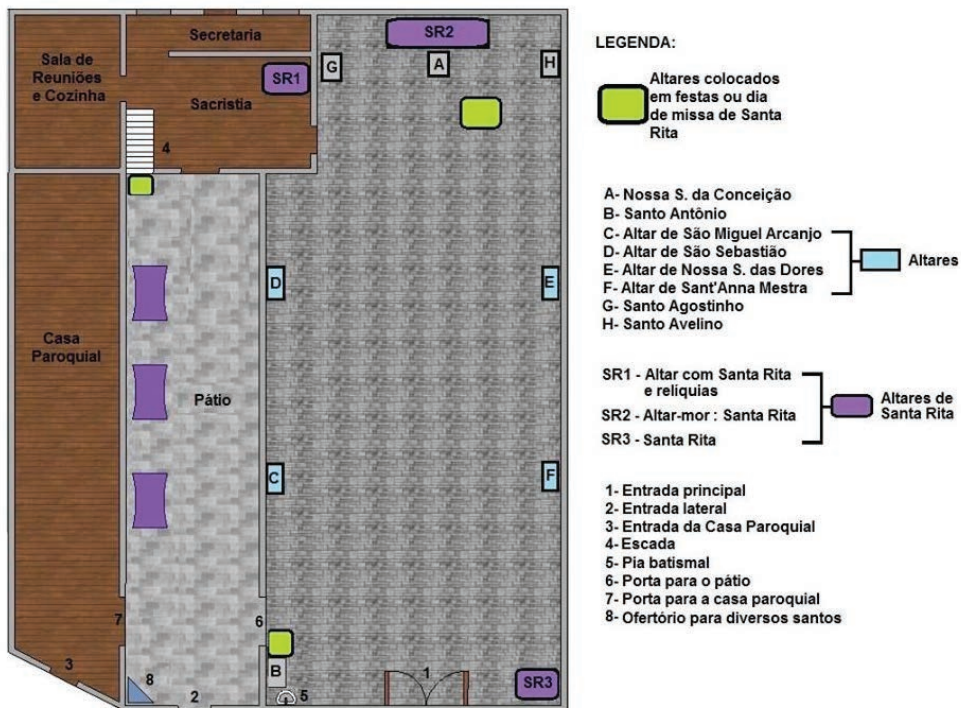 Secretaria
SR2
Sala de
Reuniões
e Cozinha
SR1
G
A
H
Sacristia
4
D
E
Casa
Paroquial
Pátio
C
F
7
6
3
8
2
B
5
1
SR3
LEGENDA:
Altares colocados
em festas ou dia
de missa de Santa
Rita
A- Nossa S. da Conceição
B- Santo Antônio
C- Altar de São Miguel Arcanjo
D- Altar de São Sebastião
E- Altar de Nossa S. das Dores
F- Altar de Sant'Anna Mestra
G- Santo Agostinho
H- Santo Avelino
Altares
SR1 - Altar com Santa Rita
e relíquias
SR2 - Altar-mor : Santa Rita
SR3 - Santa Rita
Altares de
Santa Rita
1- Entrada principal
2- Entrada lateral
3- Entrada da Casa Paroquial
4- Escada
5- Pia batismal
6- Porta para o pátio
7- Porta para a casa paroquial
8- Ofertório para diversos santos